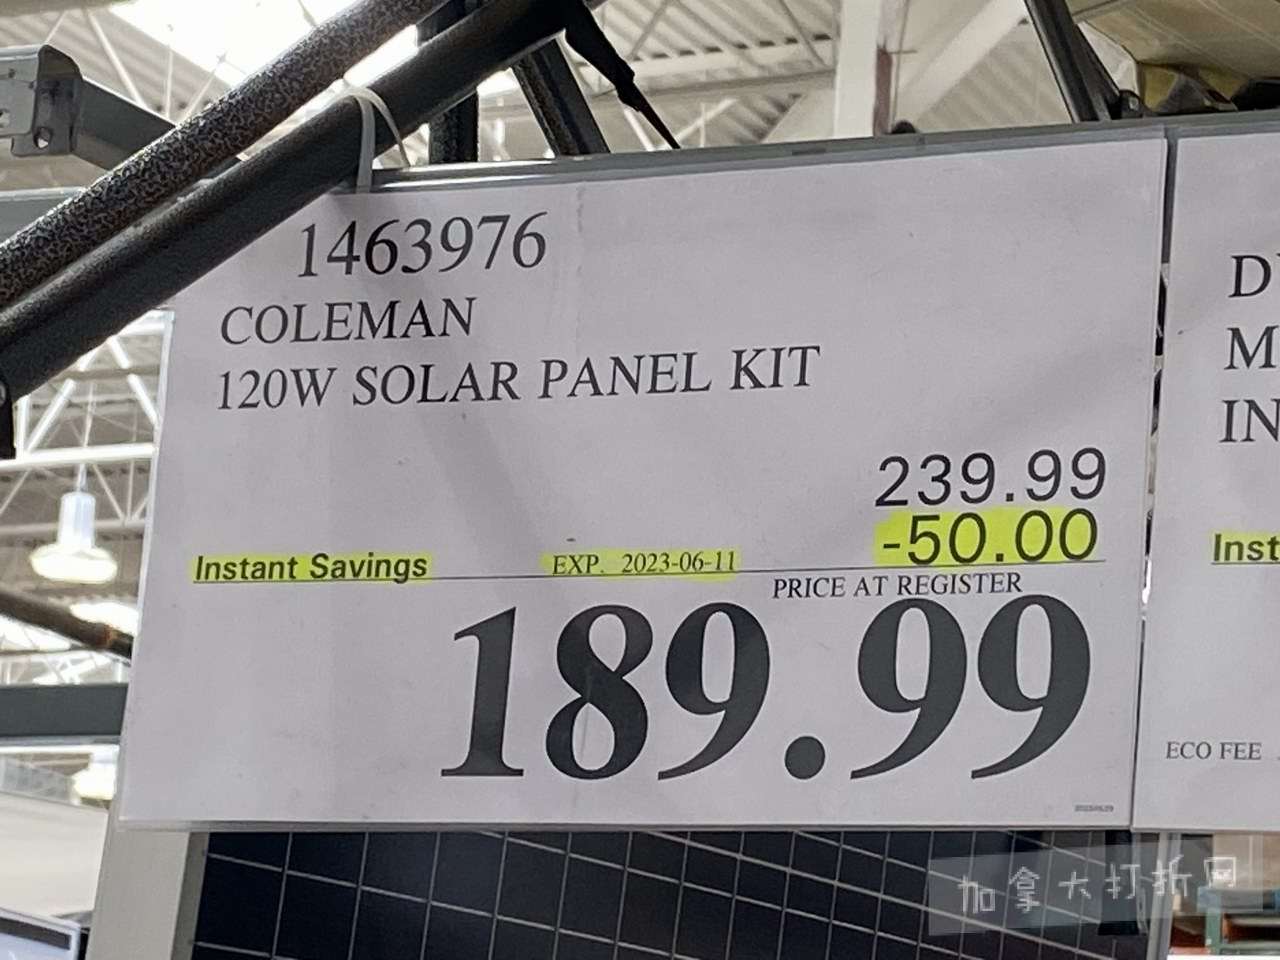 1463976
COLEMAN
120W SOLAR PANEL KIT
239.99
-50.00
Instant Savings EXP. 2023-06-11
PRICE AT REGISTER
189.99
D
M
IN
Inst
ECO FEE
加拿大打折网